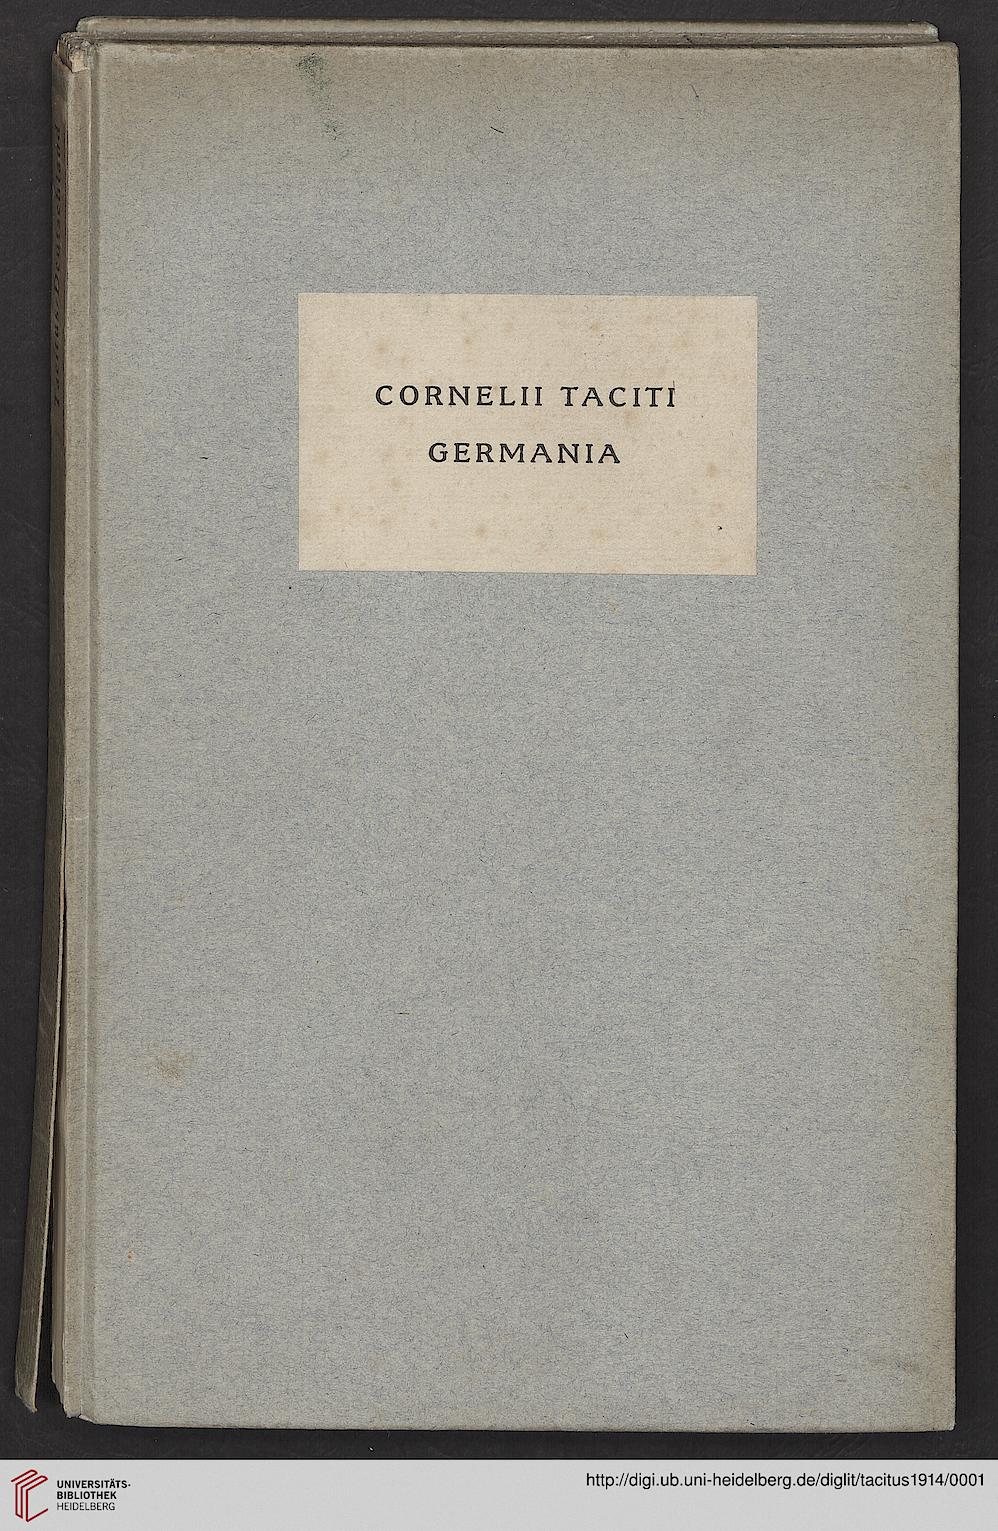 CORNELII TACITI
GERMANIA
UNIVERSITÄTS-
BIBLIOTHEK
HEIDELBERG
http://digi.ub.uni-heidelberg.de/diglit/tacitus1914/0001